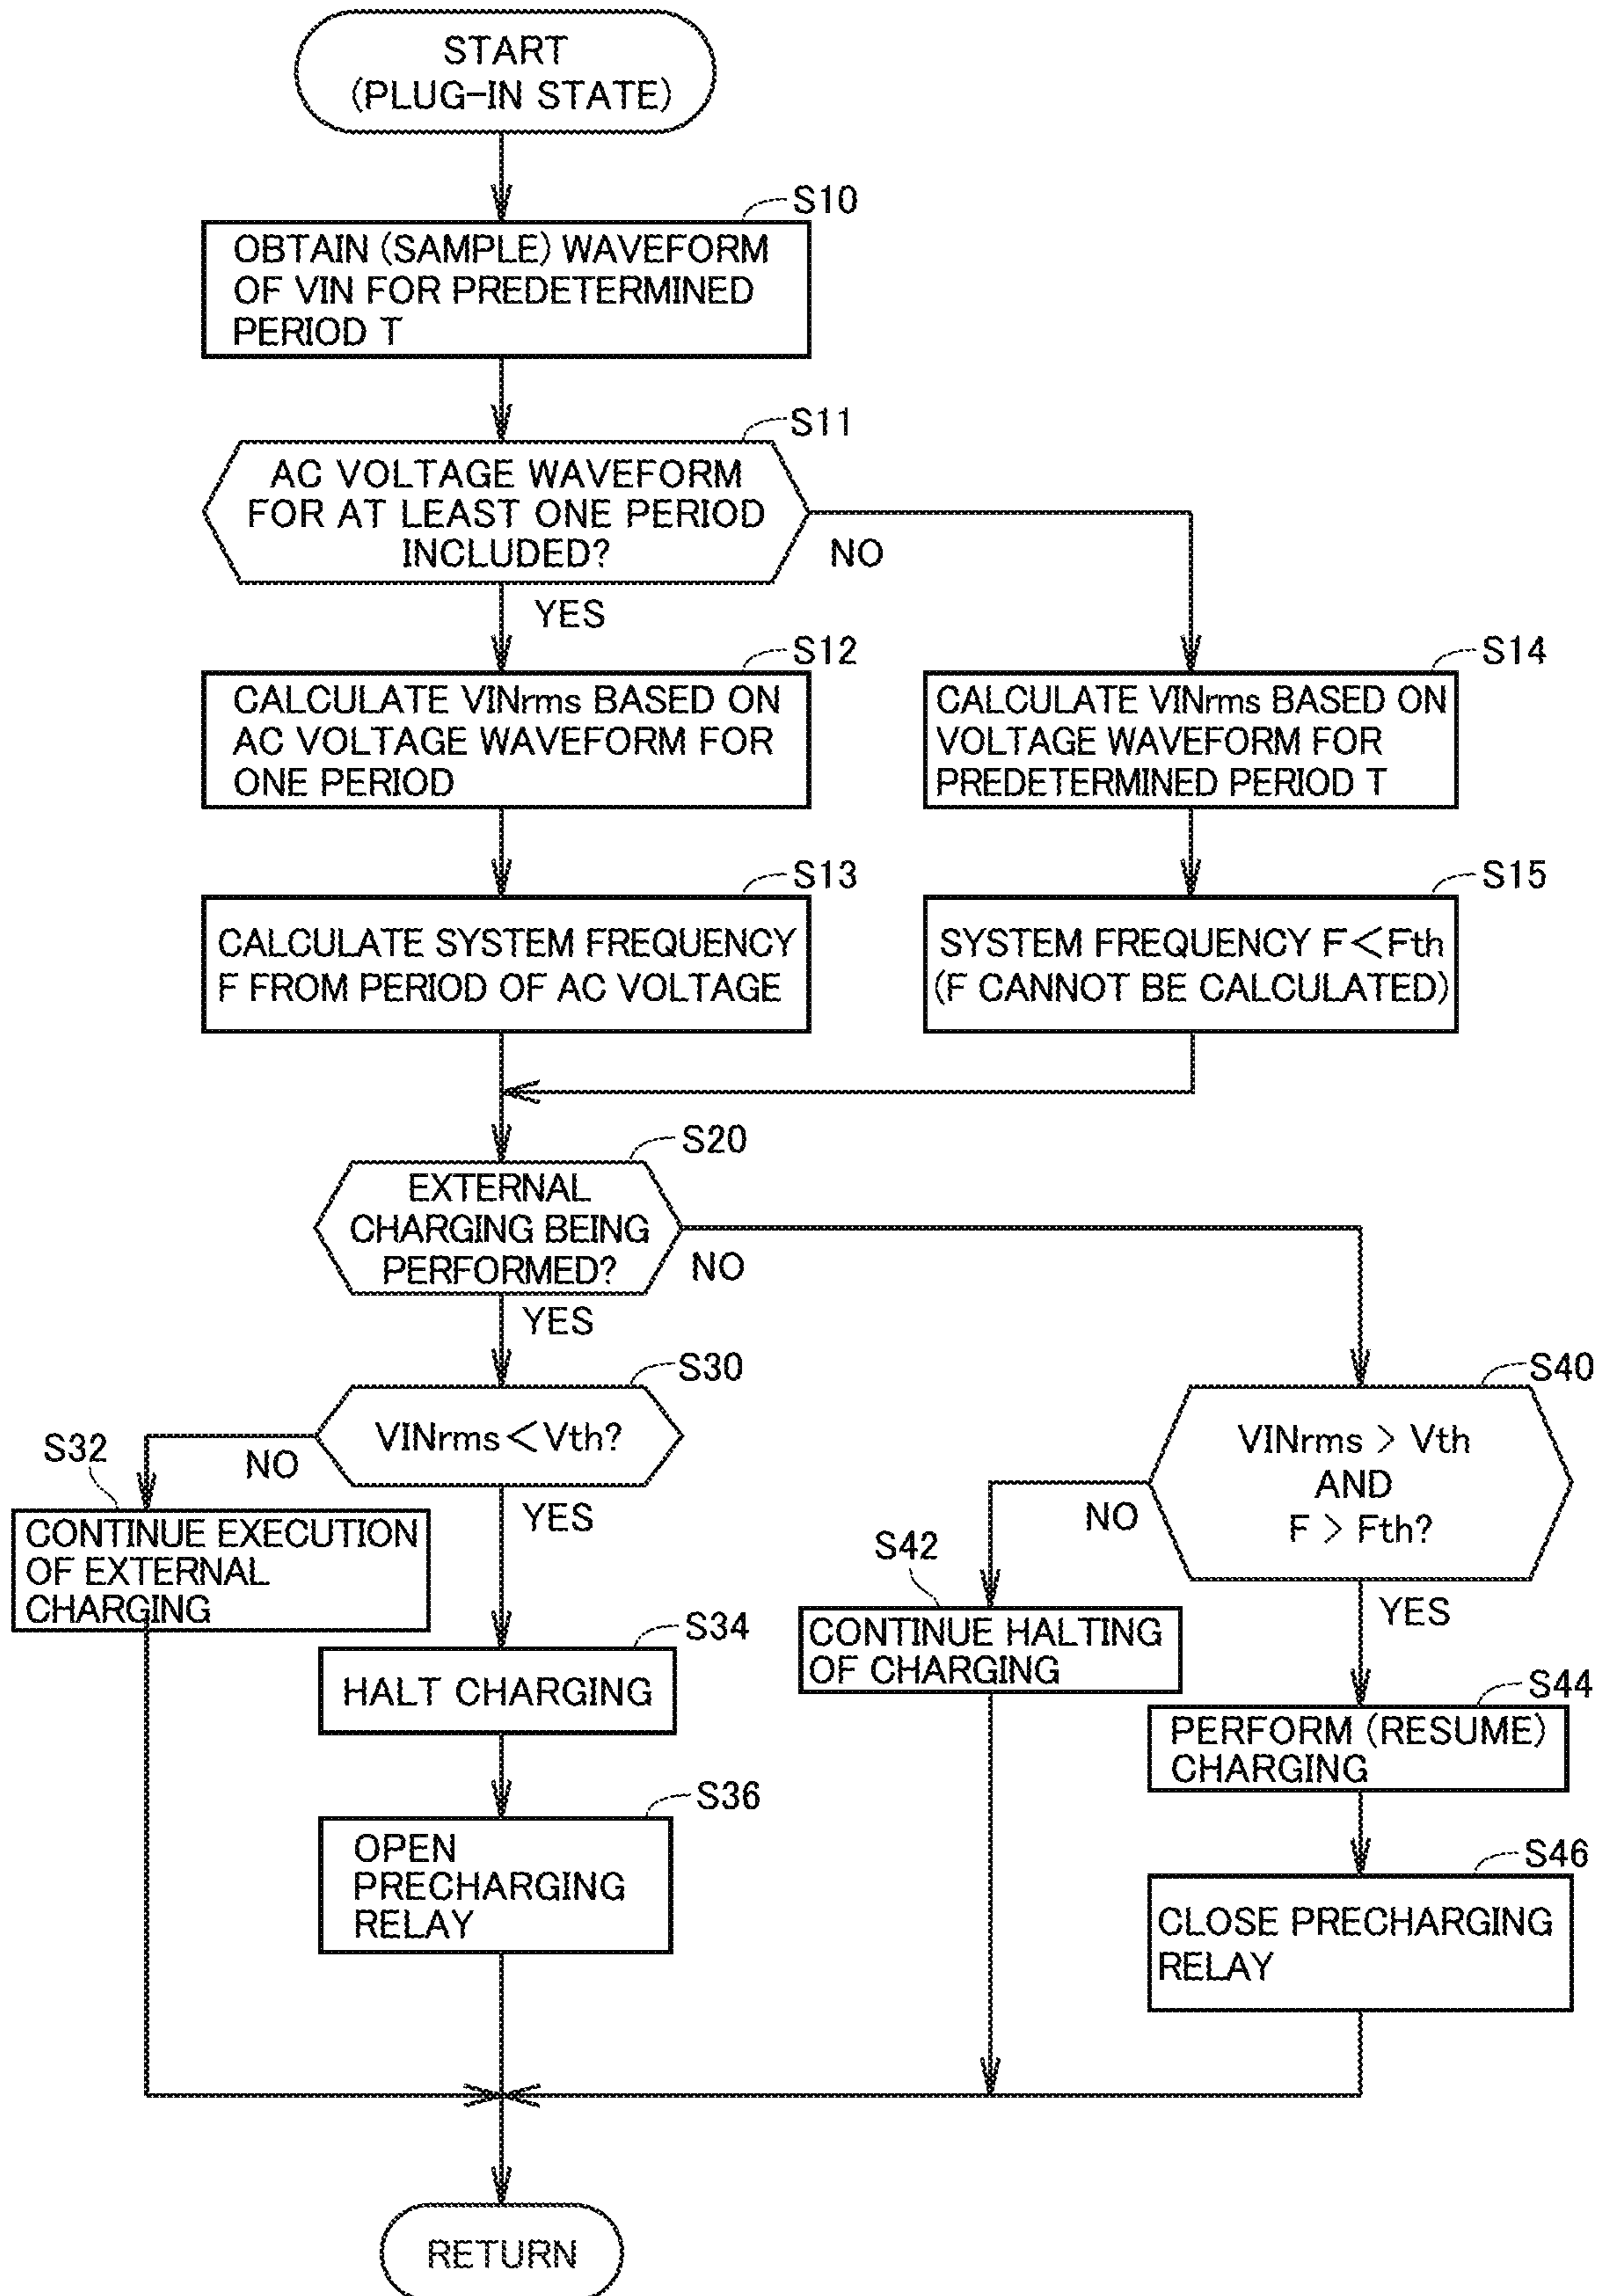 START
(PLUG-IN STATE)
S10
OBTAIN (SAMPLE) WAVEFORM
OF VIN FOR PREDETERMINED
PERIOD T
S11
AC VOLTAGE WAVEFORM
FOR AT LEAST ONE PERIOD
INCLUDED?
NO
YES
S12
CALCULATE VINrms BASED ON
AC VOLTAGE WAVEFORM FOR
ONE PERIOD
S14
CALCULATE VINrms BASED ON
VOLTAGE WAVEFORM FOR
PREDETERMINED PERIOD T
S13
CALCULATE SYSTEM FREQUENCY
F FROM PERIOD OF AC VOLTAGE
S15
SYSTEM FREQUENCY F<Fth
(F CANNOT BE CALCULATED)
S20
EXTERNAL
CHARGING BEING
PERFORMED?
NO
YES
S30
VINrms<Vth?
NO
YES
S32
CONTINUE EXECUTION
OF EXTERNAL
CHARGING
S34
HALT CHARGING
S36
OPEN
PRECHARGING
RELAY
S40
VINrms > Vth
AND
F > Fth?
NO
YES
S42
CONTINUE HALTING
OF CHARGING
S44
PERFORM (RESUME)
CHARGING
S46
CLOSE PRECHARGING
RELAY
RETURN